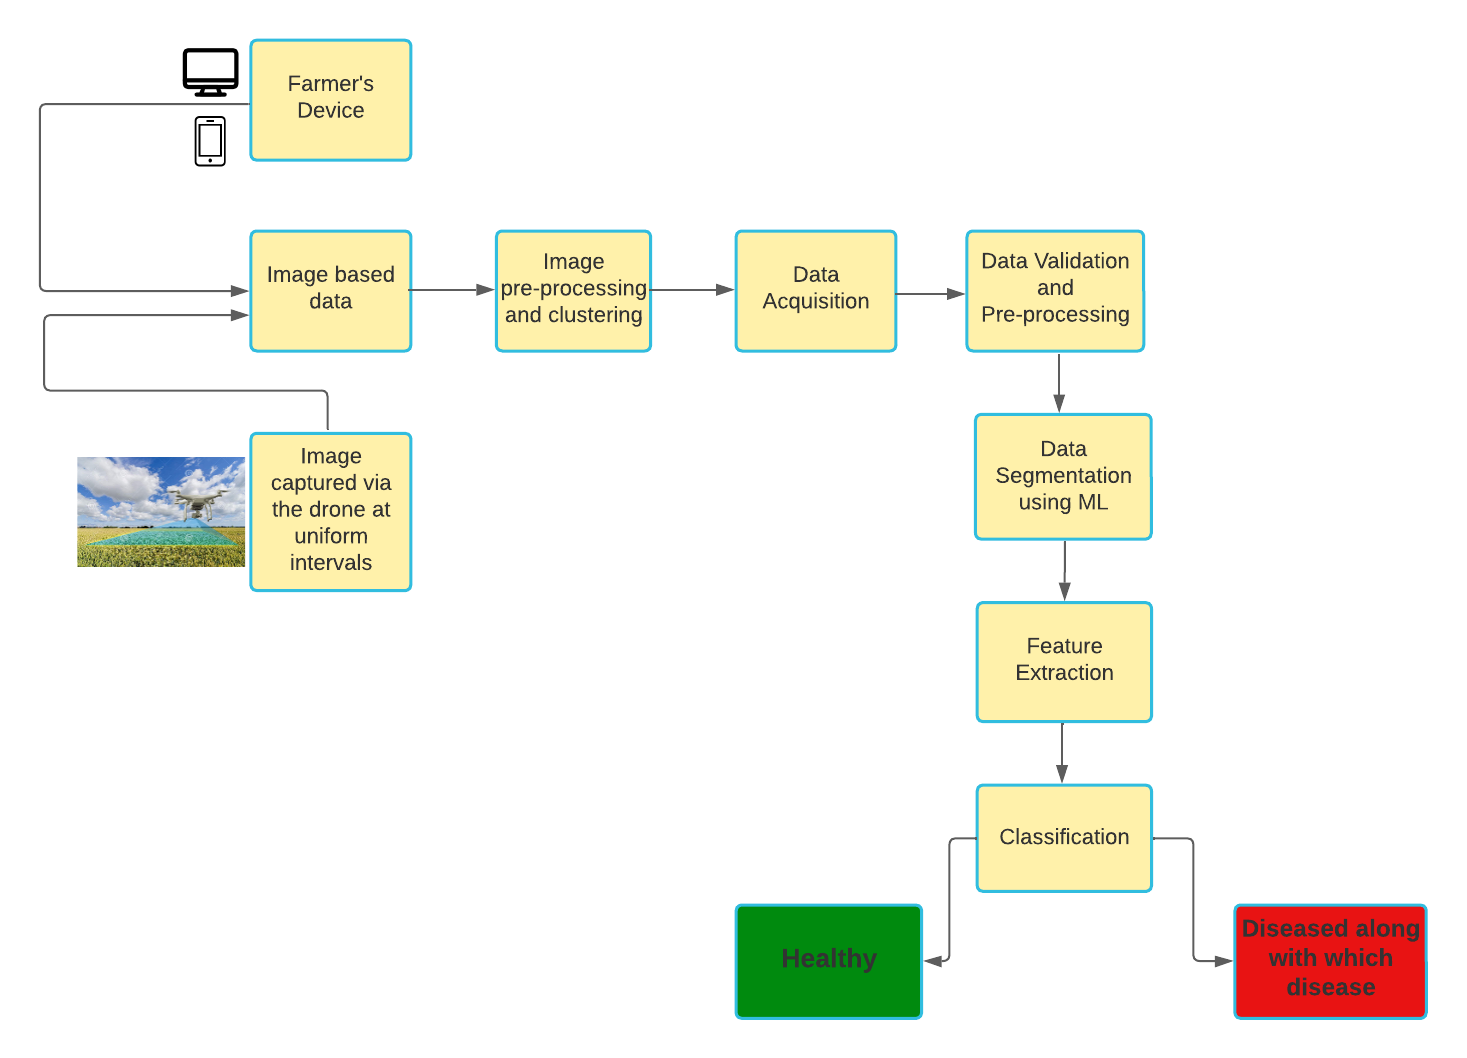 Farmer's
Device
Image based
data
Image
pre-processing
and clustering
Data
Acquisition
Data Validation
and
Pre-processing
Image
captured via
the drone at
uniform
intervals
Data
Segmentation
using ML
Feature
Extraction
Classification
Healthy
Diseased along
with which
disease